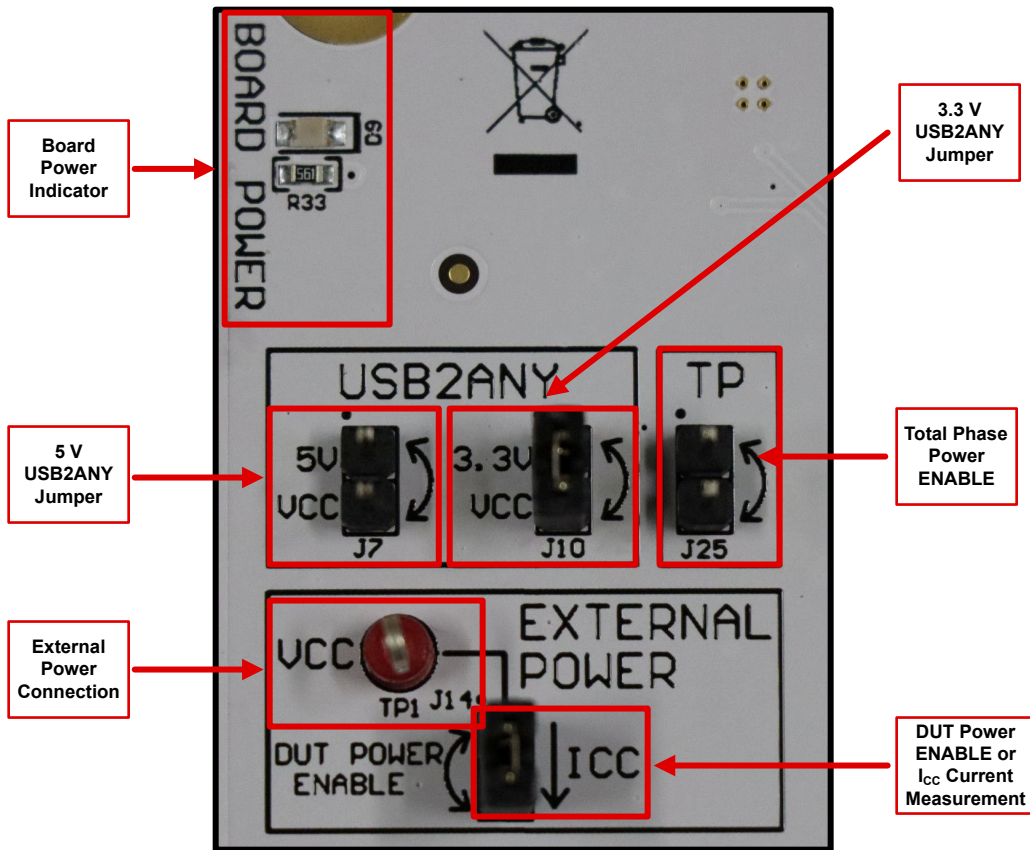 BOARD POWER
D9
561
R33
Board
Power
Indicator
3.3 V
USB2ANY
Jumper
USB2ANY
TP
5V
VCC
J7
3.3V
VCC
J10
J25
5 V
USB2ANY
Jumper
Total Phase
Power
ENABLE
External
Power
Connection
VCC
TP1
J14
EXTERNAL
POWER
DUT POWER
ENABLE
ICC
DUT Power
ENABLE or
ICC Current
Measurement